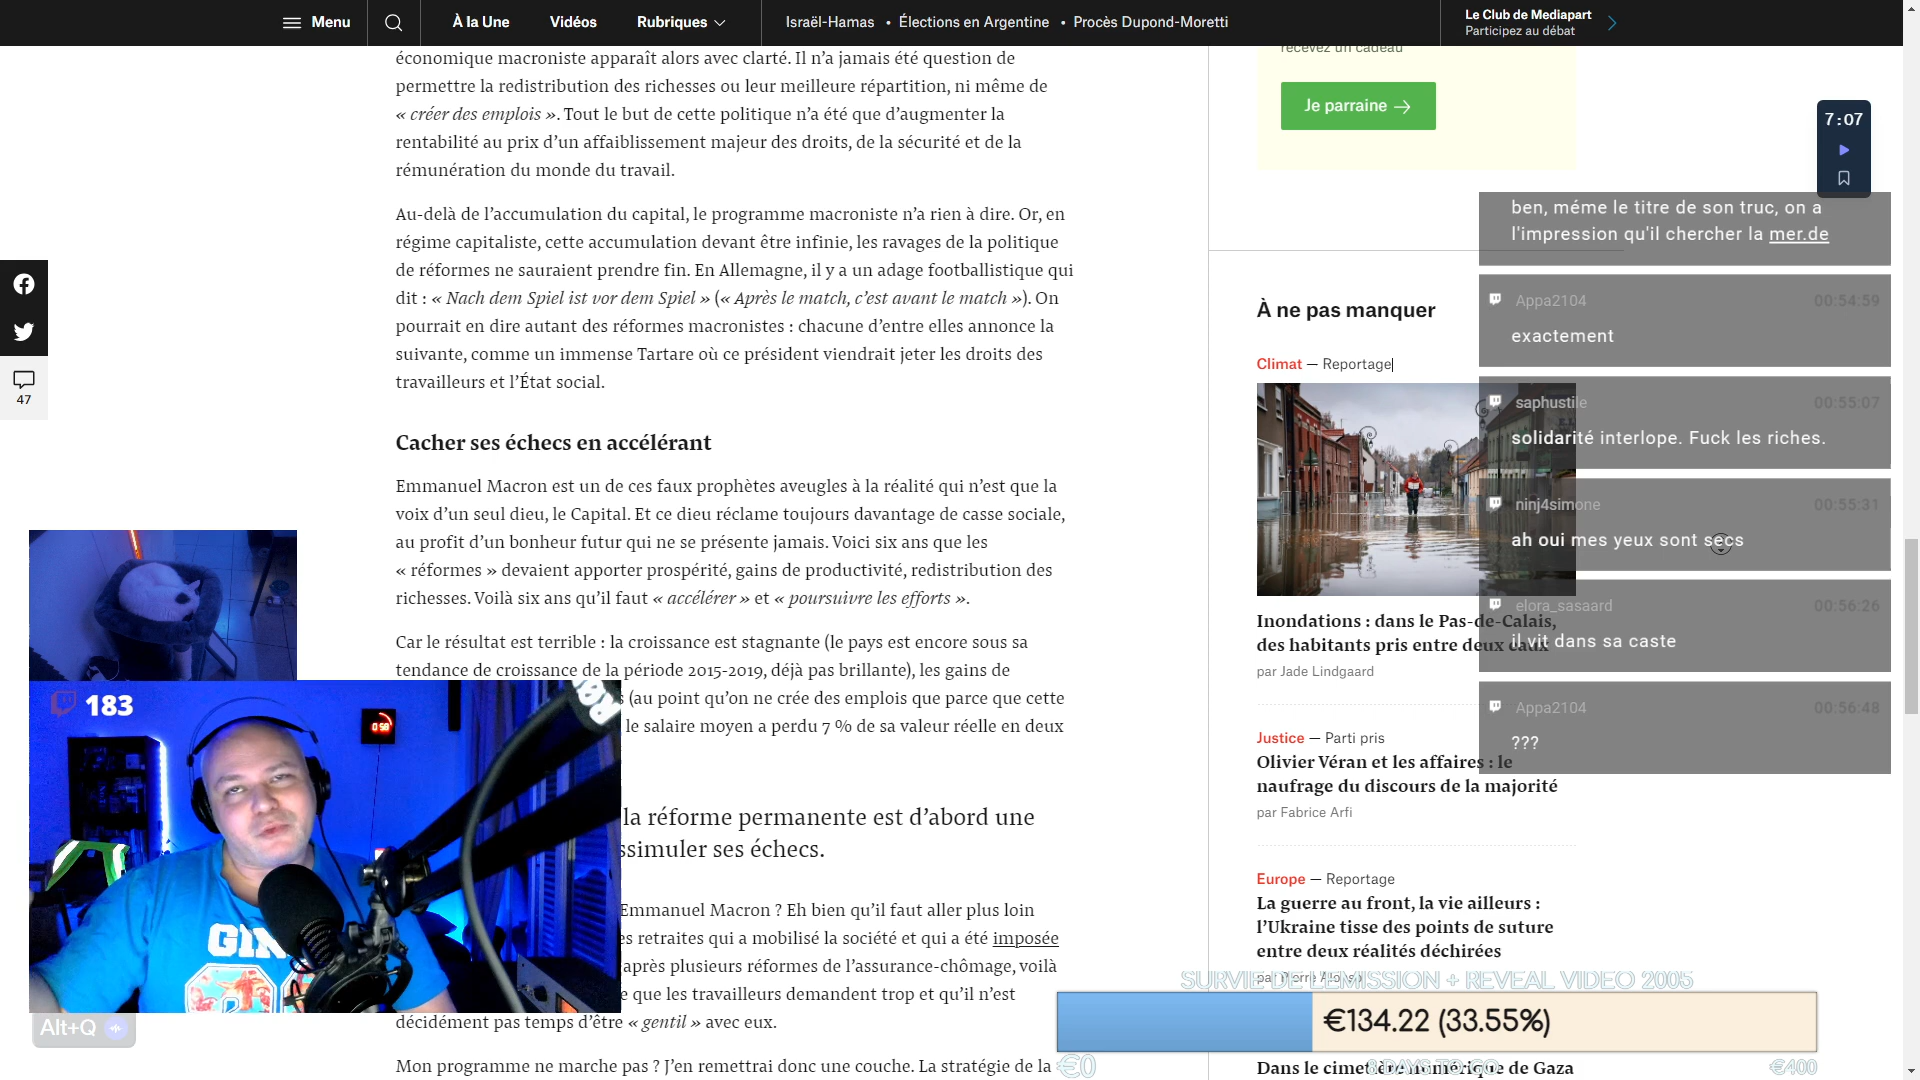 Menu
À la Une
Vidéos
Rubriques
Israël-Hamas • Élections en Argentine • Procès Dupond-Moretti
Le Club de Mediapart
Participez au débat
économique macroniste apparaît alors avec clarté. Il n’a jamais été question de
permettre la redistribution des richesses ou leur meilleure répartition, ni même de
« créer des emplois ». Tout le but de cette politique n’a été que d’augmenter la
rentabilité au prix d’un affaiblissement majeur des droits, de la sécurité et de la
rémunération du monde du travail.
Au-delà de l’accumulation du capital, le programme macroniste n’a rien à dire. Or, en
régime capitaliste, cette accumulation devant être infinie, les ravages de la politique
de réformes ne sauraient prendre fin. En Allemagne, il y a un adage footballistique qui
dit : « Nach dem Spiel ist vor dem Spiel » (« Après le match, c’est avant le match »). On
pourrait en dire autant des réformes macronistes : chacune d’entre elles annonce la
suivante, comme un immense Tartare où ce président viendrait jeter les droits des
travailleurs et l’État social.
47
Cacher ses échecs en accélérant
Emmanuel Macron est un de ces faux prophètes aveugles à la réalité qui n’est que la
voix d’un seul dieu, le Capital. Et ce dieu réclame toujours davantage de casse sociale,
au profit d’un bonheur futur qui ne se présente jamais. Voici six ans que les
« réformes » devaient apporter prospérité, gains de productivité, redistribution des
richesses. Voilà six ans qu’il faut « accélérer » et « poursuivre les efforts ».
Car le résultat est terrible : la croissance est stagnante (le pays est encore sous sa
tendance de croissance de la période 2015-2019, déjà pas brillante), les gains de
(au point qu’on ne crée des emplois que parce que cette
le salaire moyen a perdu 7 % de sa valeur réelle en deux
la réforme permanente est d’abord une
ssimuler ses échecs.
Emmanuel Macron ? Eh bien qu’il faut aller plus loin
es retraites qui a mobilisé la société et qui a été imposée
après plusieurs réformes de l’assurance-chômage, voilà
e que les travailleurs demandent trop et qu’il n’est
décidément pas temps d’être « gentil » avec eux.
Mon programme ne marche pas ? J’en remettrai donc une couche. La stratégie de la
183
GIN
Alt+Q
recevez un cadeau
Je parraine →
7:07
À ne pas manquer
Climat — Reportage
Inondations : dans le Pas-de-Calais,
des habitants pris entre deux eaux
par Jade Lindgaard
Justice — Parti pris
Olivier Véran et les affaires : le
naufrage du discours de la majorité
par Fabrice Arfi
Europe — Reportage
La guerre au front, la vie ailleurs :
l’Ukraine tisse des points de suture
entre deux réalités déchirées
Dans le cimetière numérique de Gaza
ben, méme le titre de son truc, on a
l'impression qu'il chercher la mer.de
Appa2104 00:54:59
exactement
saphustile 00:55:07
solidarité interlope. Fuck les riches.
ninj4simone 00:55:31
ah oui mes yeux sont secs
elora_sasaard 00:56:26
il vit dans sa caste
Appa2104 00:56:48
???
SURVIE DE L'EMISSION + REVEAL VIDEO 2005
€134.22 (33.55%)
€0
8 DAYS TO GO
€400